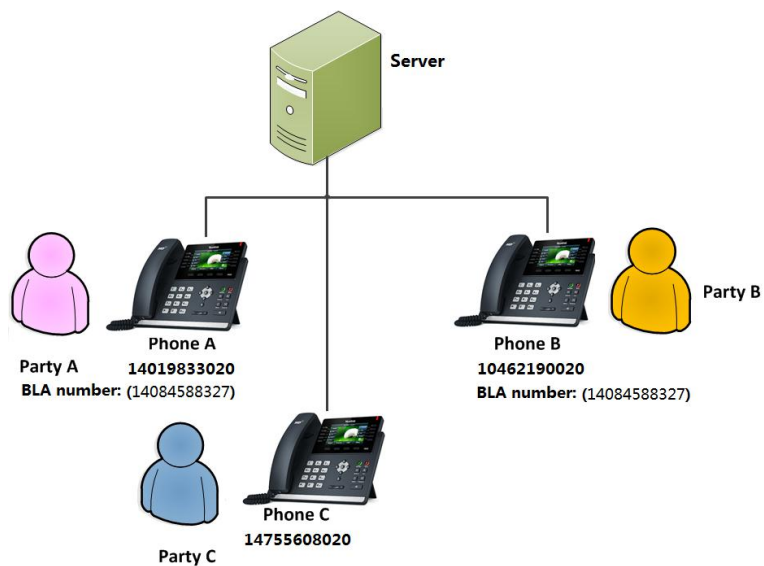 Server
Party A
Phone A
14019833020
BLA number: (14084588327)
Party B
Phone B
10462190020
BLA number: (14084588327)
Party C
Phone C
14755608020